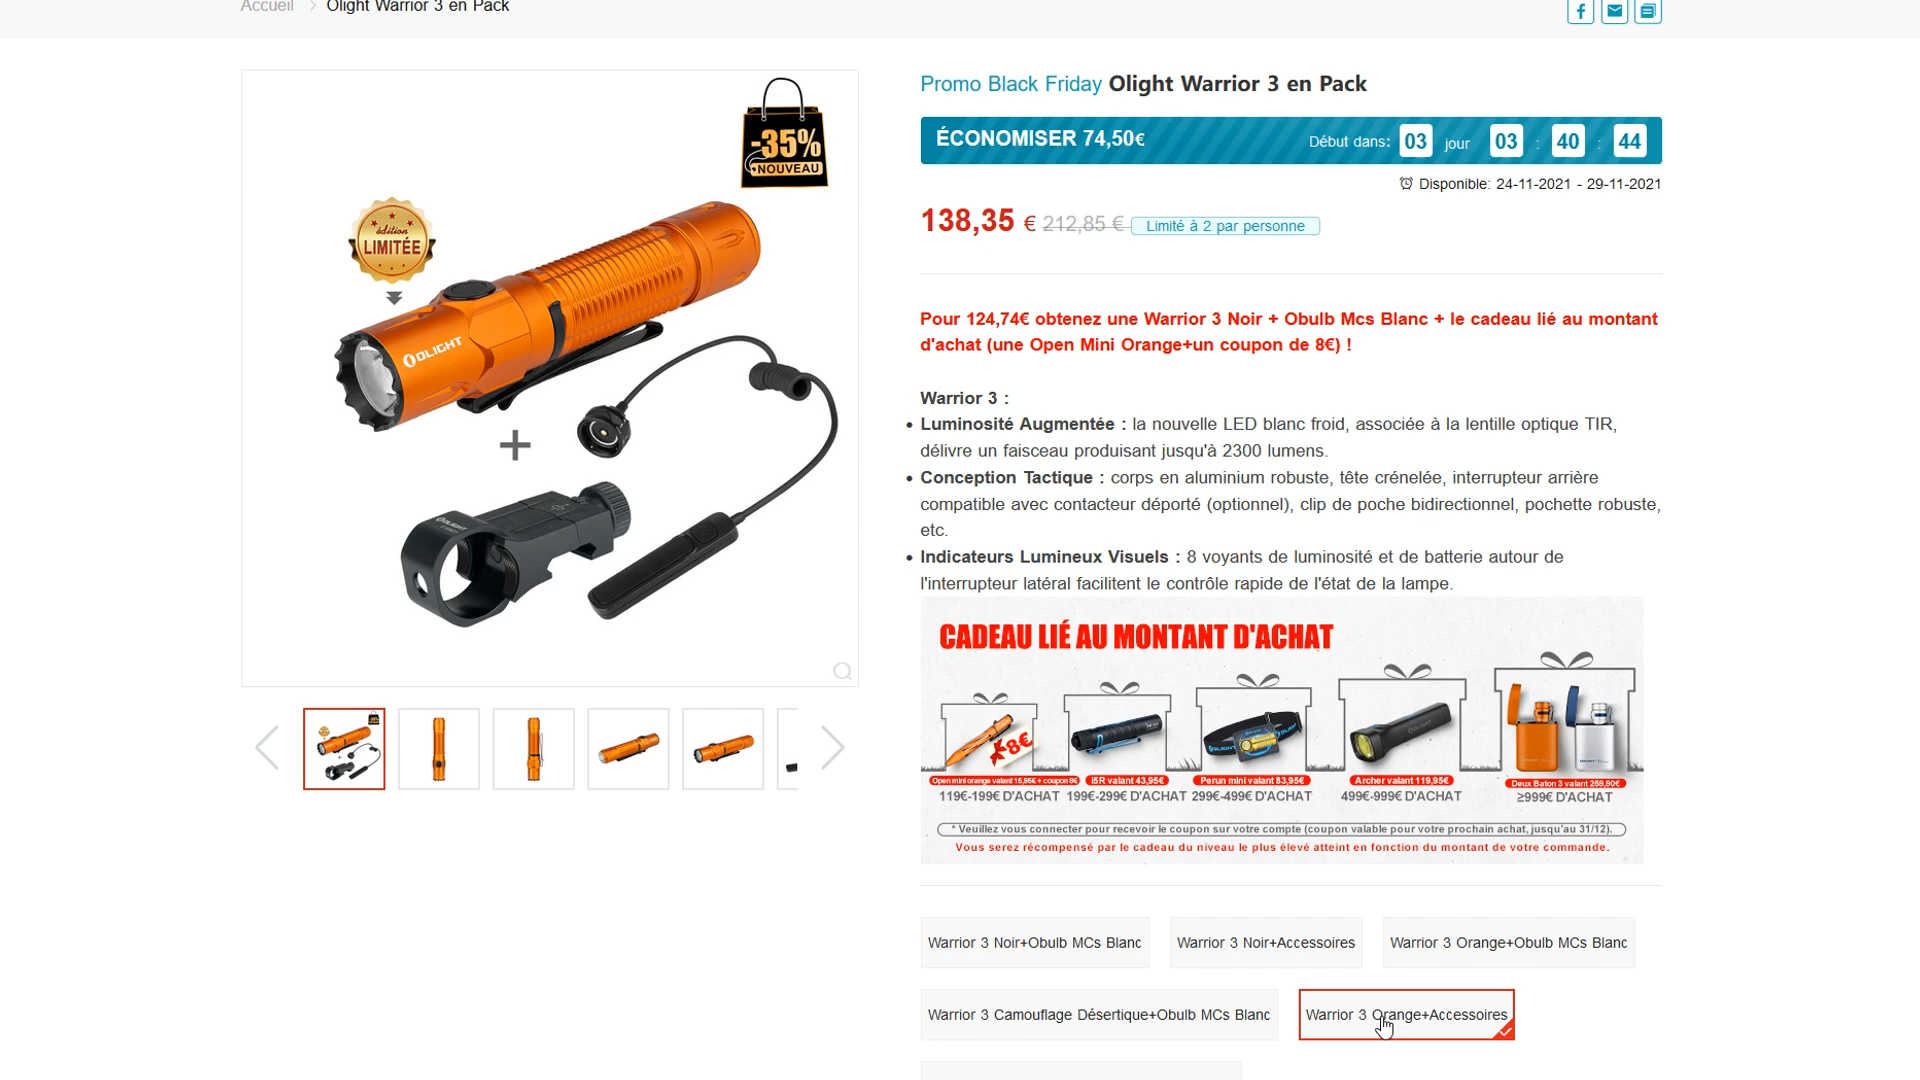 Accueil > Olight Warrior 3 en Pack
-35%
NOUVEAU
édition
LIMITÉE
OLIGHT
OLIGHT
Promo Black Friday Olight Warrior 3 en Pack
ÉCONOMISER 74,50€
Début dans: 03 jour 03 : 40 : 44
Disponible: 24-11-2021 - 29-11-2021
138,35 € 212,85 € Limité à 2 par personne
Pour 124,74€ obtenez une Warrior 3 Noir + Obulb Mcs Blanc + le cadeau lié au montant
d'achat (une Open Mini Orange+un coupon de 8€) !
Warrior 3 :
• Luminosité Augmentée : la nouvelle LED blanc froid, associée à la lentille optique TIR,
délivre un faisceau produisant jusqu'à 2300 lumens.
• Conception Tactique : corps en aluminium robuste, tête crénelée, interrupteur arrière
compatible avec contacteur déporté (optionnel), clip de poche bidirectionnel, pochette robuste,
etc.
• Indicateurs Lumineux Visuels : 8 voyants de luminosité et de batterie autour de
l'interrupteur latéral facilitent le contrôle rapide de l'état de la lampe.
CADEAU LIÉ AU MONTANT D'ACHAT
8€
Open mini orange valant 15,95€ + coupon 8€
i5R valant 43,95€
Perun mini valant 83,95€
Archer valant 119,95€
Deux Baton 3 valant 259,90€
119€-199€ D'ACHAT
199€-299€ D'ACHAT
299€-499€ D'ACHAT
499€-999€ D'ACHAT
≥999€ D'ACHAT
* Veuillez vous connecter pour recevoir le coupon sur votre compte (coupon valable pour votre prochain achat, jusqu'au 31/12).
Vous serez récompensé par le cadeau du niveau le plus élevé atteint en fonction du montant de votre commande.
Warrior 3 Noir+Obulb MCs Blanc
Warrior 3 Noir+Accessoires
Warrior 3 Orange+Obulb MCs Blanc
Warrior 3 Camouflage Désertique+Obulb MCs Blanc
Warrior 3 Orange+Accessoires